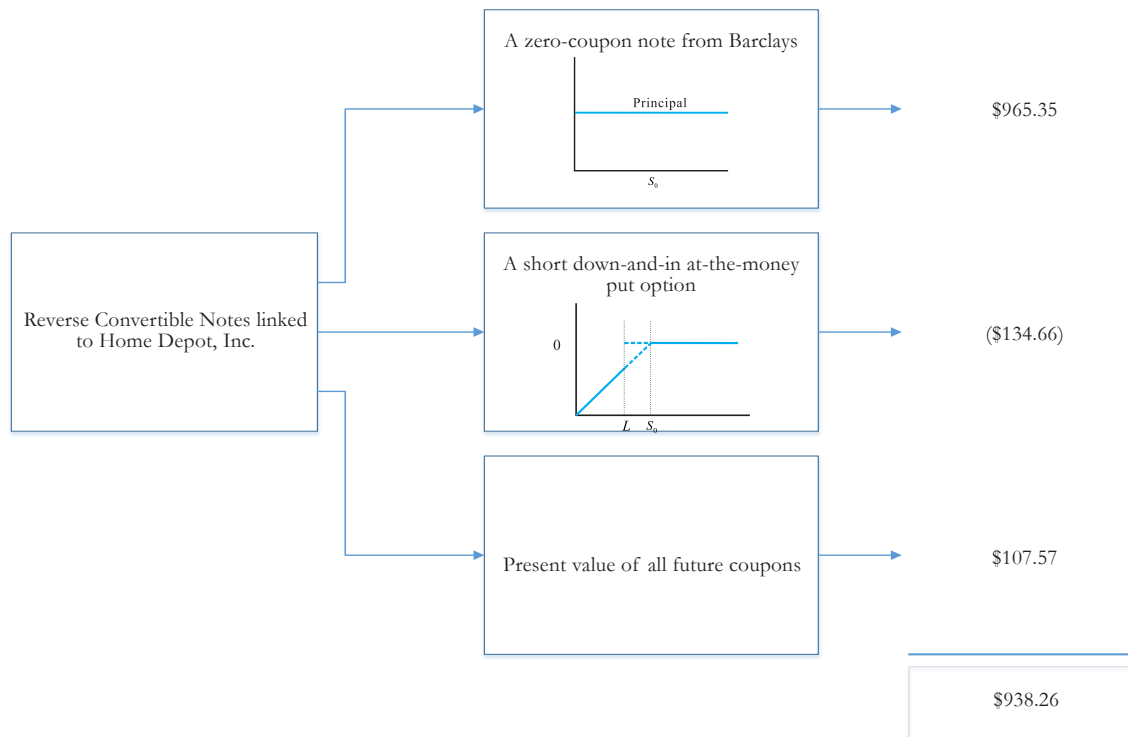 A zero-coupon note from Barclays
Principal
S₀
$965.35
Reverse Convertible Notes linked
to Home Depot, Inc.
A short down-and-in at-the-money
put option
0
L S₀
($134.66)
Present value of all future coupons
$107.57
$938.26